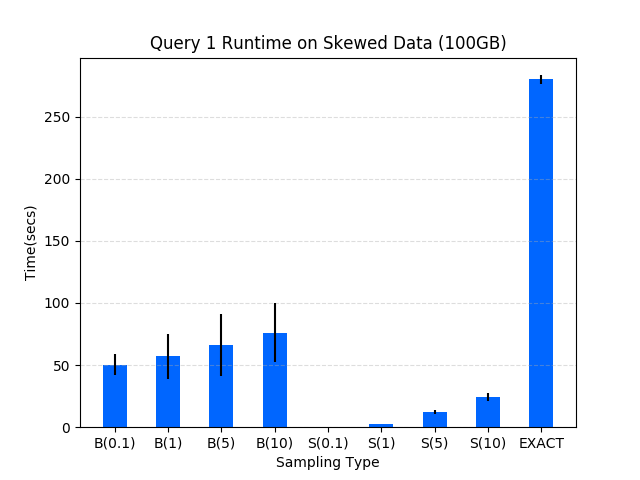 Query 1 Runtime on Skewed Data (100GB)
Time(secs)
250
200
150
100
50
0
B(0.1) B(1) B(5) B(10) S(0.1) S(1) S(5) S(10) EXACT
Sampling Type